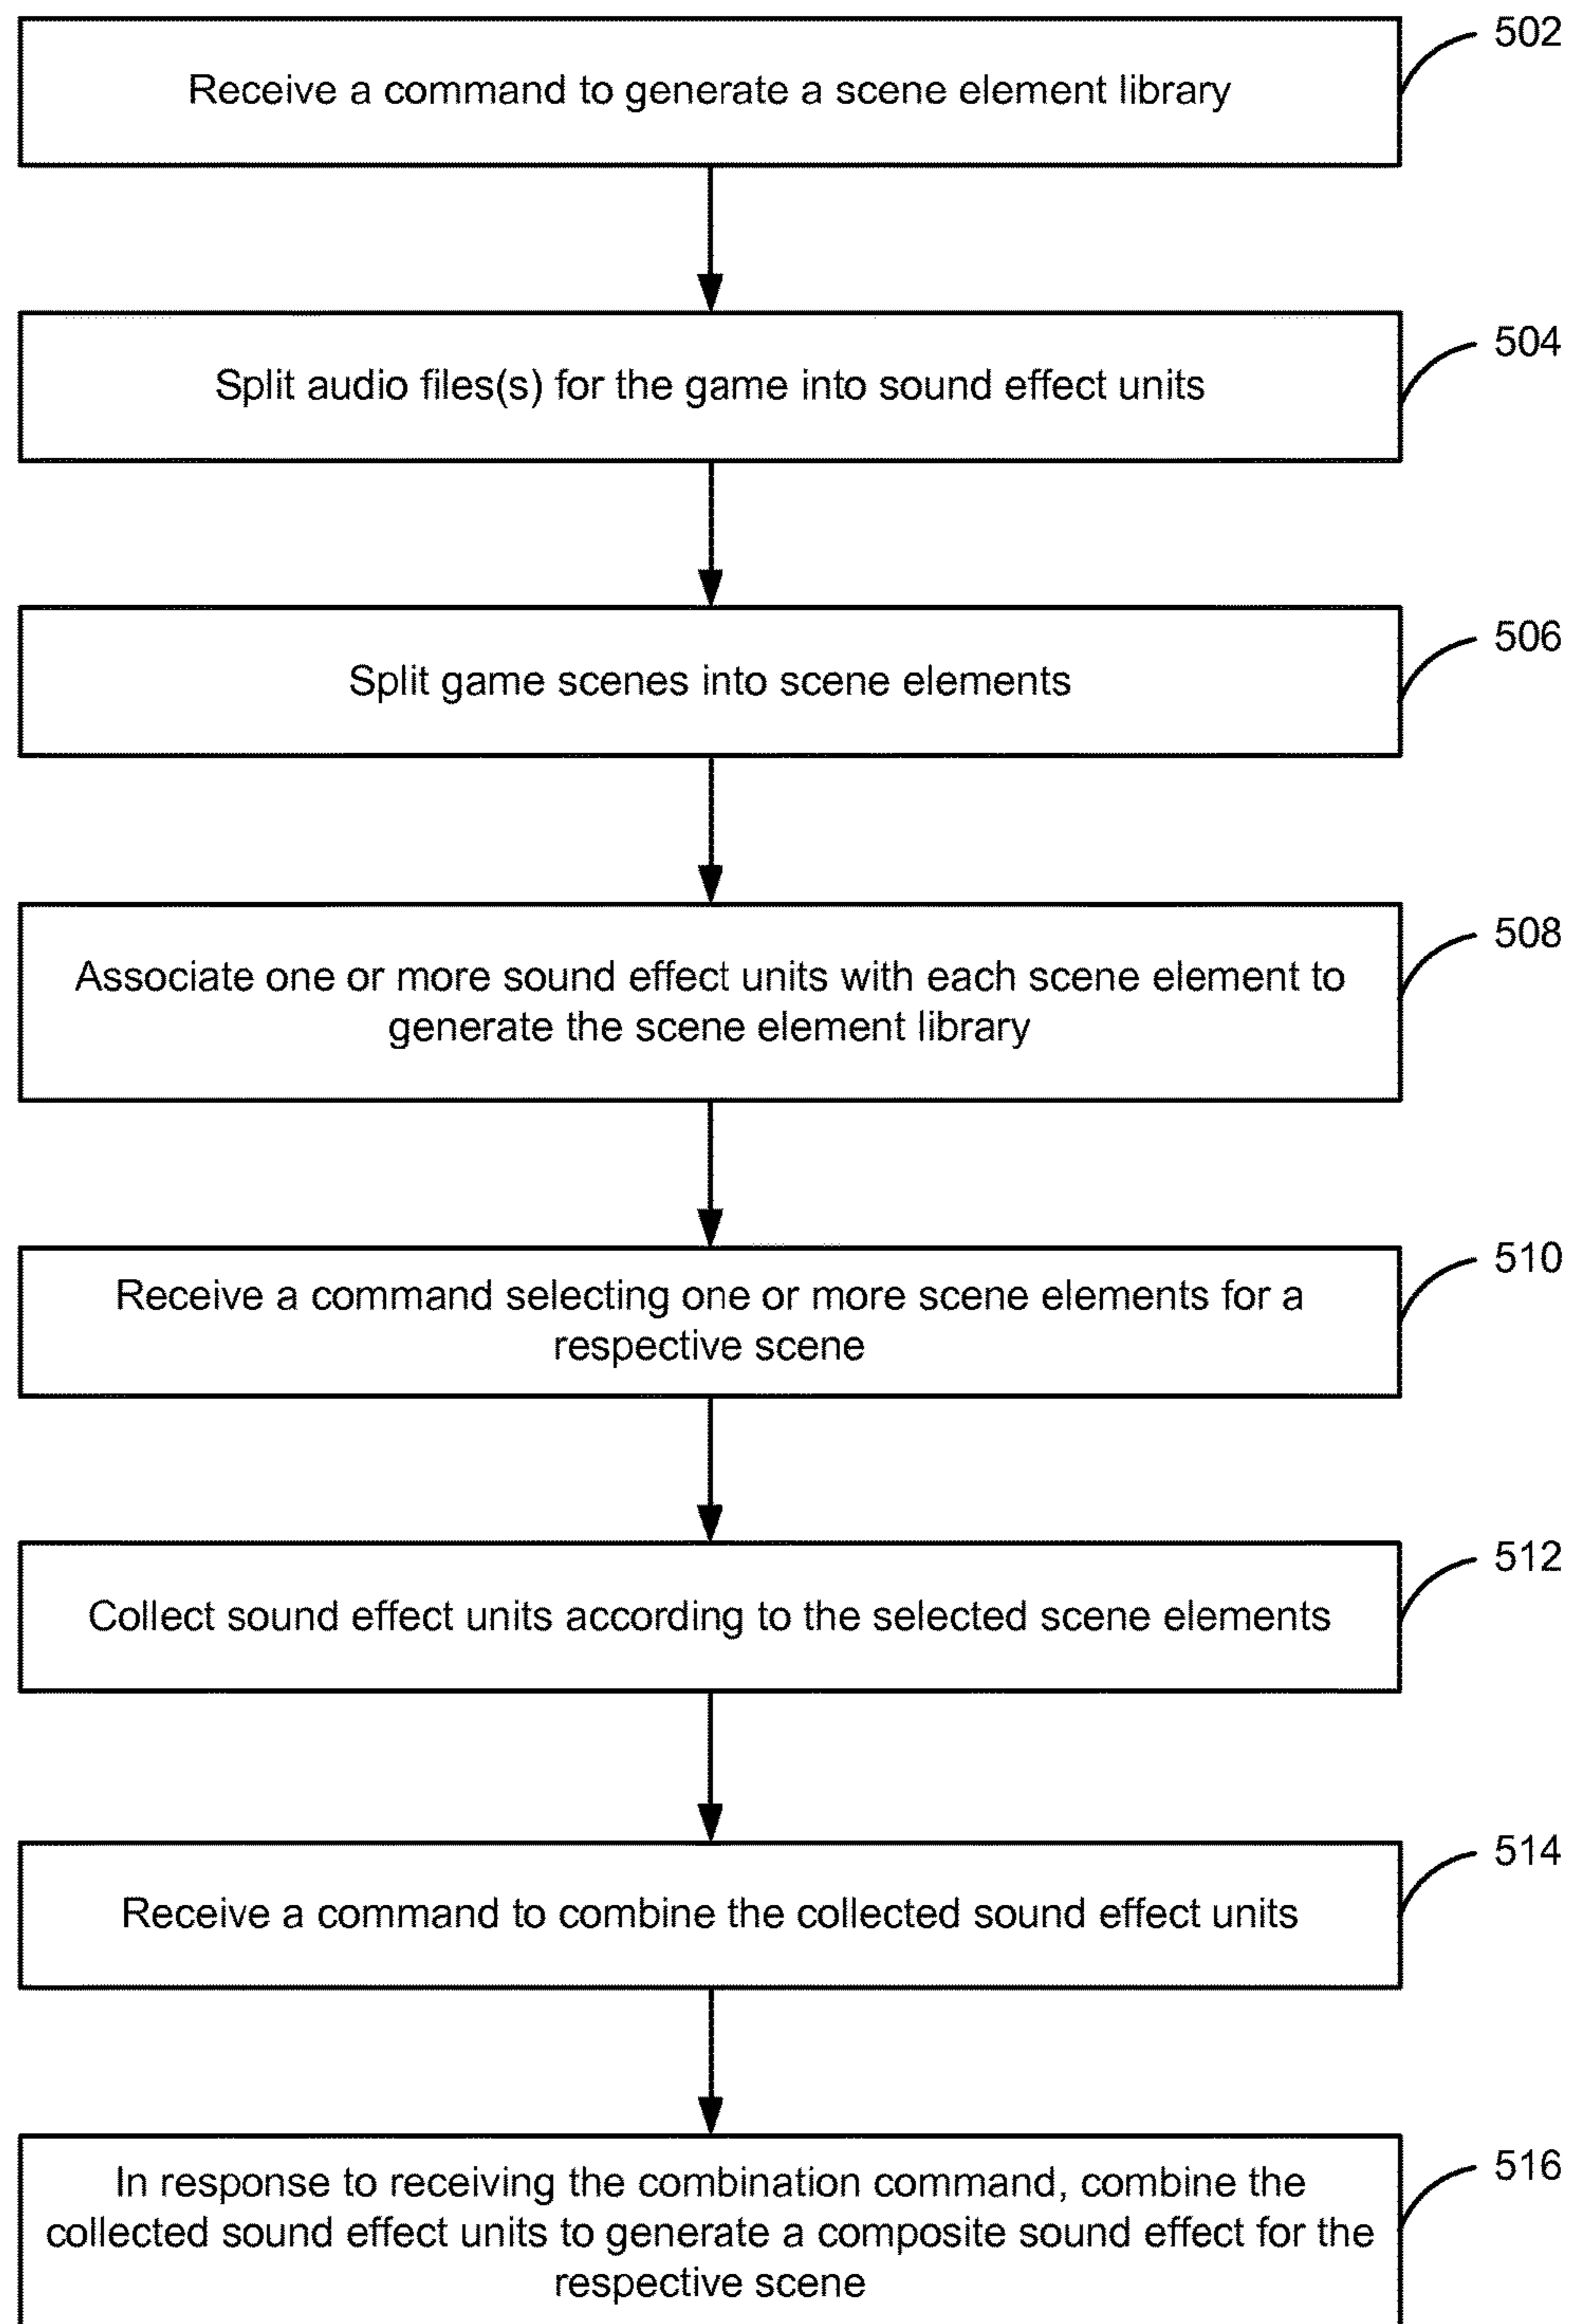 502
Receive a command to generate a scene element library
504
Split audio files(s) for the game into sound effect units
506
Split game scenes into scene elements
508
Associate one or more sound effect units with each scene element to
generate the scene element library
510
Receive a command selecting one or more scene elements for a
respective scene
512
Collect sound effect units according to the selected scene elements
514
Receive a command to combine the collected sound effect units
516
In response to receiving the combination command, combine the
collected sound effect units to generate a composite sound effect for the
respective scene